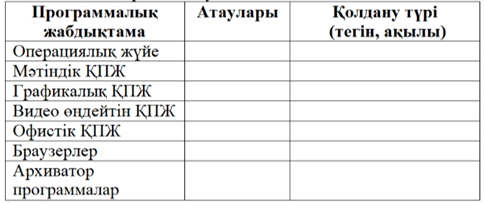 Программалық жабдықтама Атаулары Қолдану түрі (тегін, ақылы)
Операциялық жүйе
Мәтіндік ҚПЖ
Графикалық ҚПЖ
Видео өңдейтін ҚПЖ
Офистік ҚПЖ
Браузерлер
Архиватор
программалар